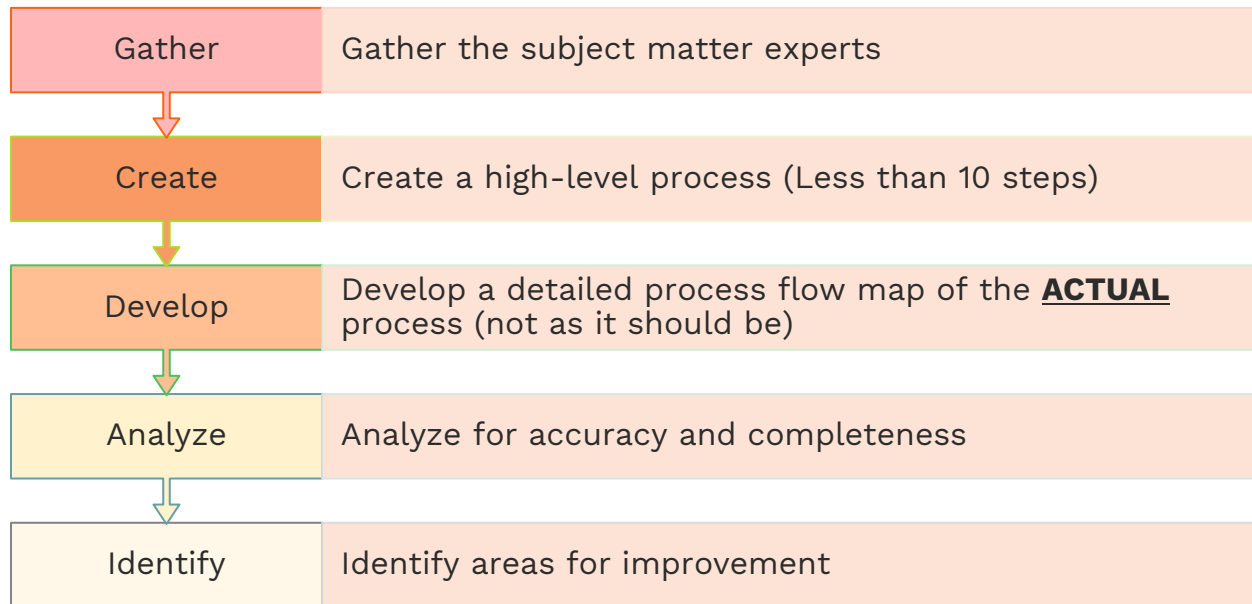 Gather
Gather the subject matter experts
Create
Create a high-level process (Less than 10 steps)
Develop
Develop a detailed process flow map of the ACTUAL
process (not as it should be)
Analyze
Analyze for accuracy and completeness
Identify
Identify areas for improvement